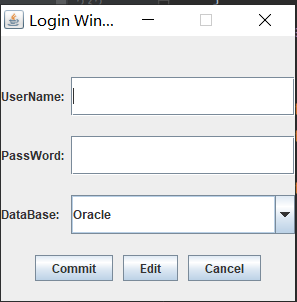 Login Win...
UserName:
PassWord:
DataBase: Oracle
Commit Edit Cancel